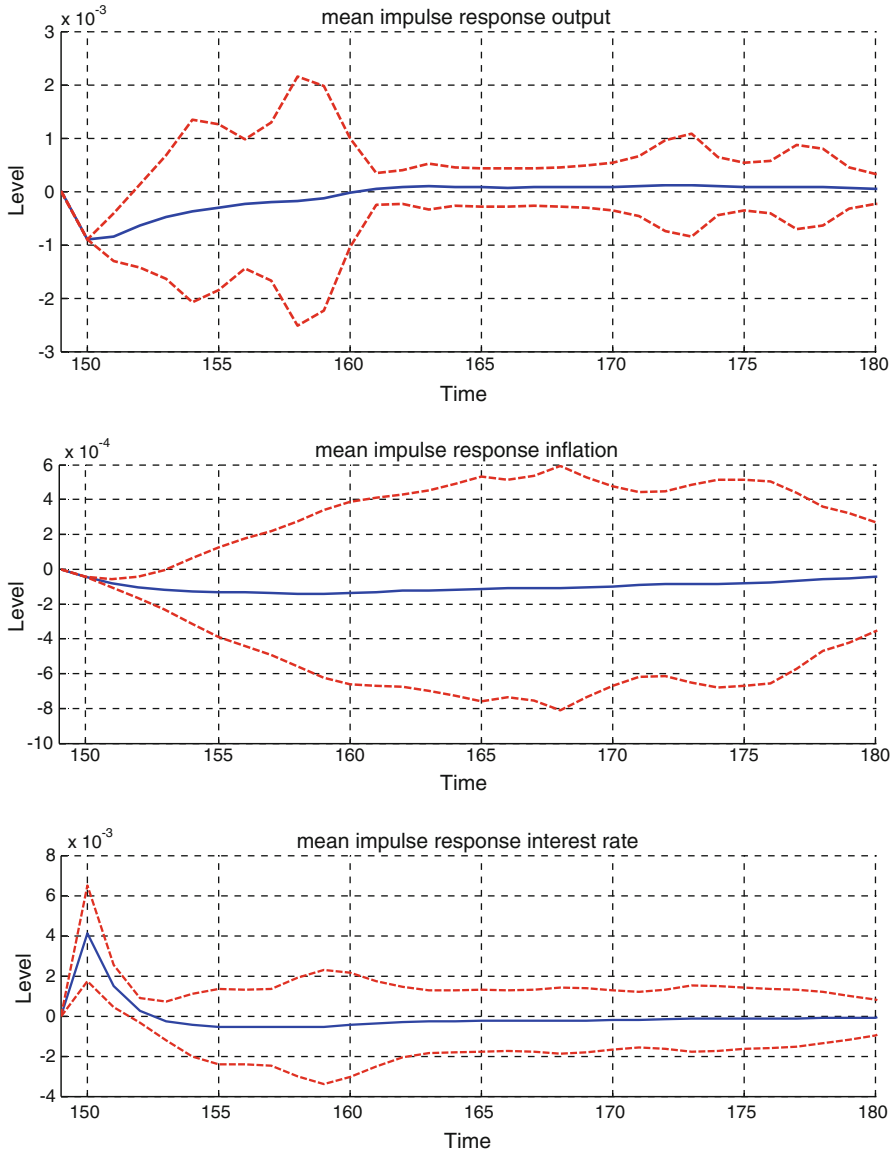 x 10-3
mean impulse response output
3
2
1
0
-1
-2
-3
Level
150 155 160 165 170 175 180
Time
x 10-4
mean impulse response inflation
6
4
2
0
-2
-4
-6
-8
-10
Level
150 155 160 165 170 175 180
Time
x 10-3
mean impulse response interest rate
8
6
4
2
0
-2
-4
Level
150 155 160 165 170 175 180
Time